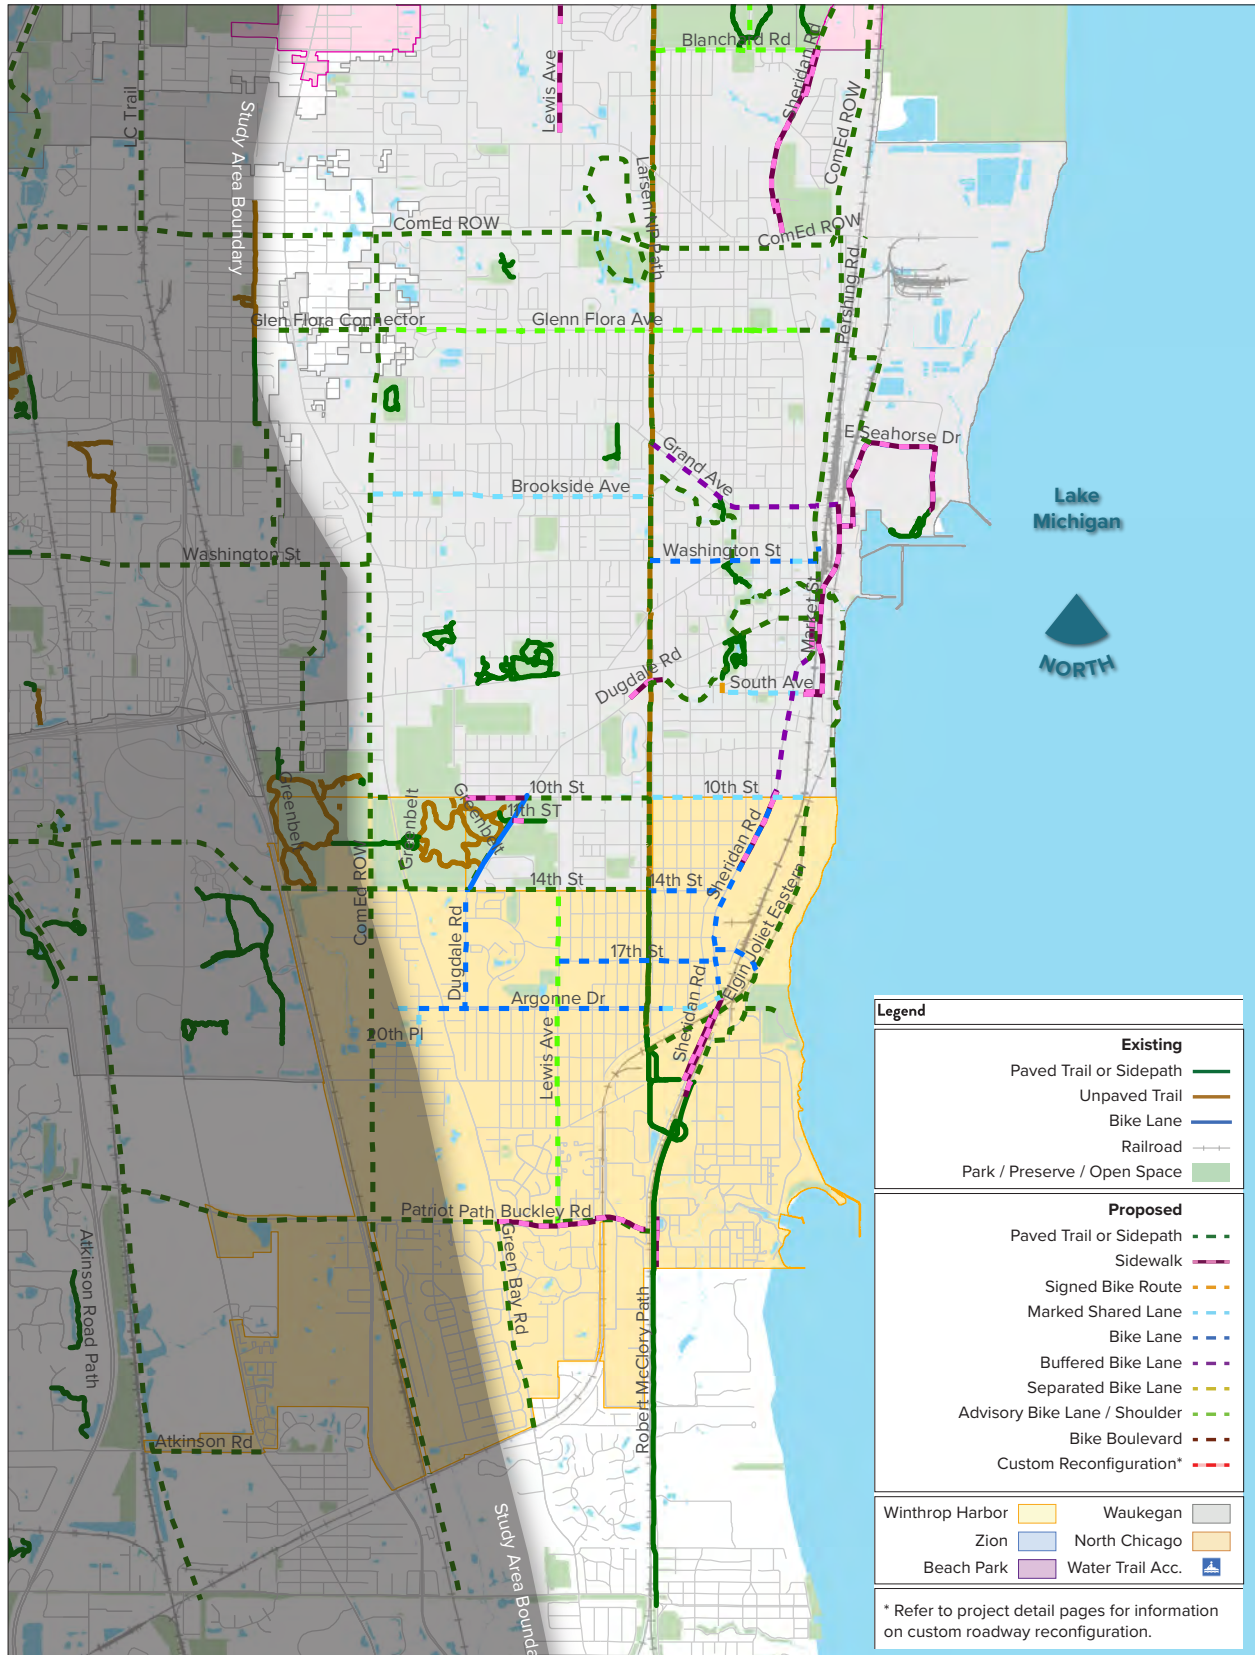 Blanchard Rd
Lewis Ave
Sheridan Rd
LC Trail
Study Area Boundary
ComEd ROW
Larsen NP Path
ComEd ROW
ComEd ROW
Pershing Rd
Glen Flora Connector
Glenn Flora Ave
E Seahorse Dr
Grand Ave
Brookside Ave
Lake
Michigan
Washington St
Washington St
Market St
NORTH
Dugdale Rd
South Ave
Greenbelt
Greenbelt
Greenbelt
10th St
10th St
11th ST
Sheridan Rd
ComEd ROW
14th St
14th St
Elgin Joliet Eastern
Dugdale Rd
17th St
Sheridan Rd
Argonne Dr
20th Pl
Lewis Ave
Patriot Path Buckley Rd
Green Bay Rd
Atkinson Road Path
Robert McClory Path
Atkinson Rd
Study Area Bounda
Legend
Existing
Paved Trail or Sidepath
Unpaved Trail
Bike Lane
Railroad
Park / Preserve / Open Space
Proposed
Paved Trail or Sidepath
Sidewalk
Signed Bike Route
Marked Shared Lane
Bike Lane
Buffered Bike Lane
Separated Bike Lane
Advisory Bike Lane / Shoulder
Bike Boulevard
Custom Reconfiguration*
Winthrop Harbor Waukegan
Zion North Chicago
Beach Park Water Trail Acc.
* Refer to project detail pages for information
on custom roadway reconfiguration.